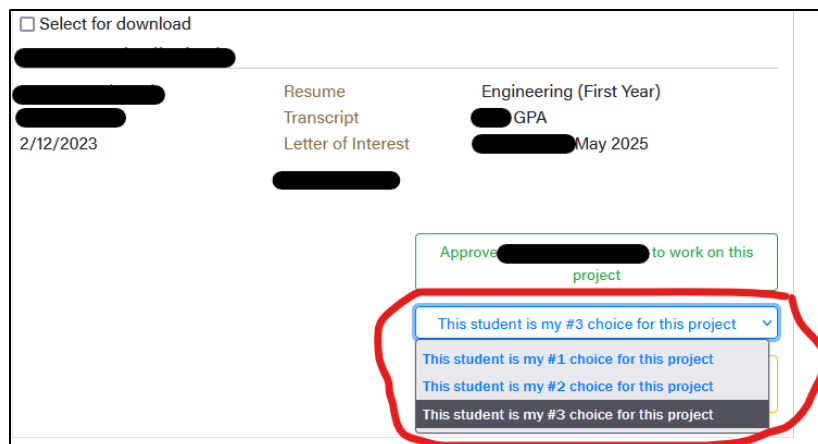 Select for download
Resume
Engineering (First Year)
Transcript
GPA
2/12/2023
Letter of Interest
May 2025
Approve to work on this
project
This student is my #3 choice for this project
This student is my #1 choice for this project
This student is my #2 choice for this project
This student is my #3 choice for this project